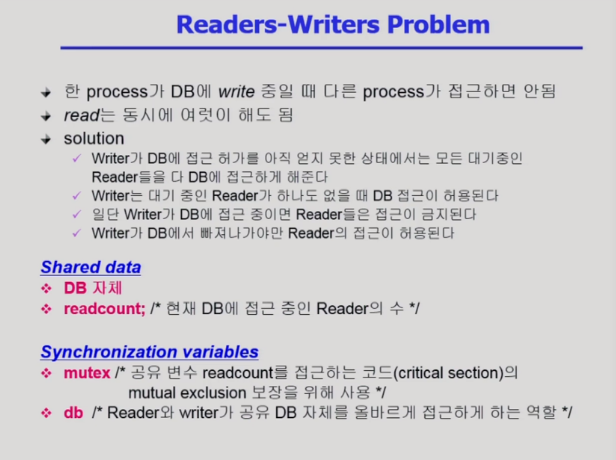 Readers-Writers Problem
한 process가 DB에 write 중일 때 다른 process가 접근하면 안됨
read는 동시에 여럿이 해도 됨
solution
Writer가 DB에 접근 허가를 아직 얻지 못한 상태에서는 모든 대기중인
Reader들을 다 DB에 접근하게 해준다
Writer는 대기 중인 Reader가 하나도 없을 때 DB 접근이 허용된다
일단 Writer가 DB에 접근 중이면 Reader들은 접근이 금지된다
Writer가 DB에서 빠져나가야만 Reader의 접근이 허용된다
Shared data
DB 자체
readcount; /* 현재 DB에 접근 중인 Reader의 수 */
Synchronization variables
mutex /* 공유 변수 readcount를 접근하는 코드(critical section)의
mutual exclusion 보장을 위해 사용 */
db /* Reader와 writer가 공유 DB 자체를 올바르게 접근하게 하는 역할 */